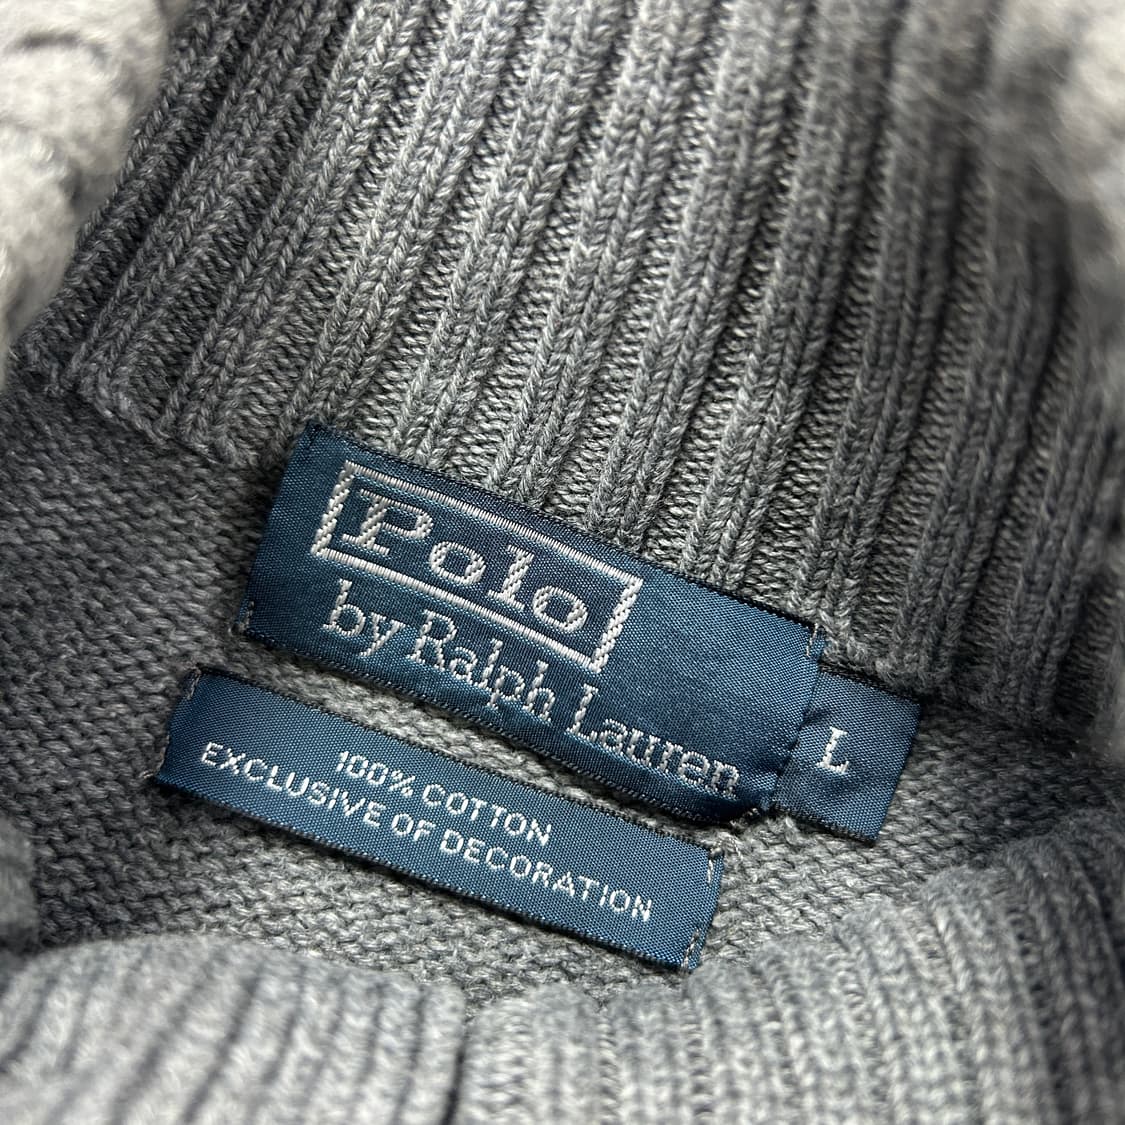 Polo
by Ralph Lauren
L
100% COTTON
EXCLUSIVE OF DECORATION